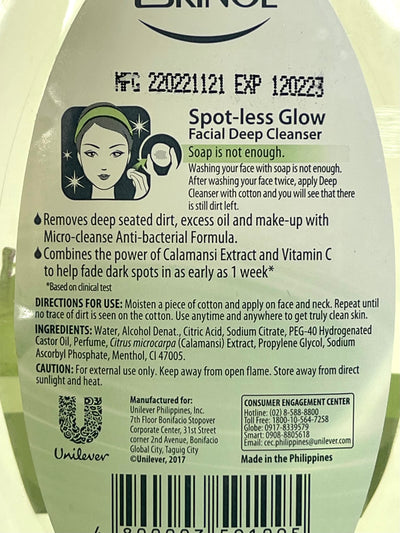 MFG 220221121 EXP 120223
Spot-less Glow
Facial Deep Cleanser
Soap is not enough.
Washing your face with soap is not enough.
After washing your face twice, apply Deep
Cleanser with cotton and you will see that there
is still dirt left.
Removes deep seated dirt, excess oil and make-up with
Micro-cleanse Anti-bacterial Formula.
Combines the power of Calamansi Extract and Vitamin C
to help fade dark spots in as early as 1 week*
*Based on clinical test
DIRECTIONS FOR USE: Moisten a piece of cotton and apply on face and neck. Repeat until
no trace of dirt is seen on the cotton. Use anytime and anywhere to get truly clean skin.
INGREDIENTS: Water, Alcohol Denat., Citric Acid, Sodium Citrate, PEG-40 Hydrogenated
Castor Oil, Perfume, Citrus microcarpa (Calamansi) Extract, Propylene Glycol, Sodium
Ascorbyl Phosphate, Menthol, CI 47005.
CAUTION: For external use only. Keep away from open flame. Store away from direct
sunlight and heat.
Unilever
Manufactured for:
Unilever Philippines, Inc.
7th Floor Bonifacio Stopover
Corporate Center, 31st Street
corner 2nd Avenue, Bonifacio
Global City, Taguig City
©Unilever, 2017
CONSUMER ENGAGEMENT CENTER
Hotline: (02) 8-588-8800
Toll Free: 1800-10-564-7258
Globe: 0917-8339579
Smart: 0908-8805618
Email: cec.philippines@unilever.com
Made in the Philippines